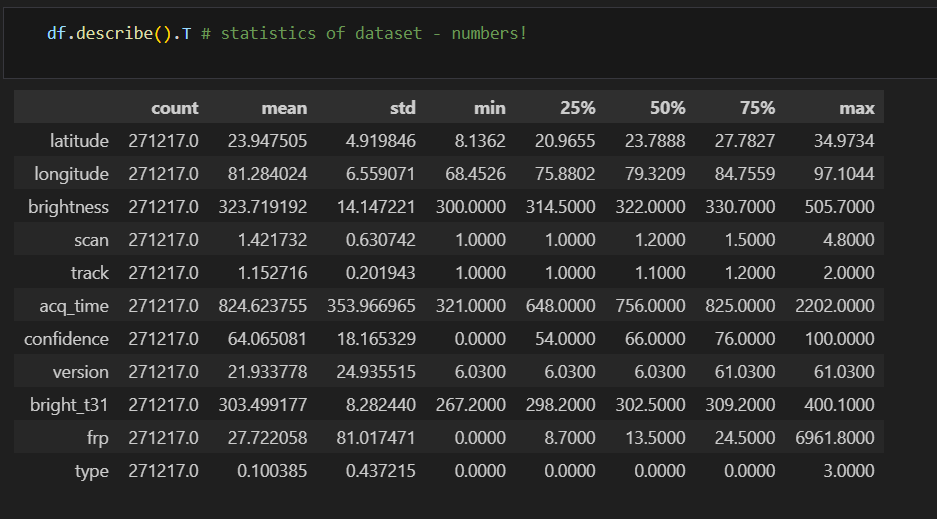 df.describe().T # statistics of dataset - numbers!
count mean std min 25% 50% 75% max
latitude 271217.0 23.947505 4.919846 8.1362 20.9655 23.7888 27.7827 34.9734
longitude 271217.0 81.284024 6.559071 68.4526 75.8802 79.3209 84.7559 97.1044
brightness 271217.0 323.719192 14.147221 300.0000 314.5000 322.0000 330.7000 505.7000
scan 271217.0 1.421732 0.630742 1.0000 1.0000 1.2000 1.5000 4.8000
track 271217.0 1.152716 0.201943 1.0000 1.0000 1.1000 1.2000 2.0000
acq_time 271217.0 824.623755 353.966965 321.0000 648.0000 756.0000 825.0000 2202.0000
confidence 271217.0 64.065081 18.165329 0.0000 54.0000 66.0000 76.0000 100.0000
version 271217.0 21.933778 24.935515 6.0300 6.0300 6.0300 61.0300 61.0300
bright_t31 271217.0 303.499177 8.282440 267.2000 298.2000 302.5000 309.2000 400.1000
frp 271217.0 27.722058 81.017471 0.0000 8.7000 13.5000 24.5000 6961.8000
type 271217.0 0.100385 0.437215 0.0000 0.0000 0.0000 0.0000 3.0000